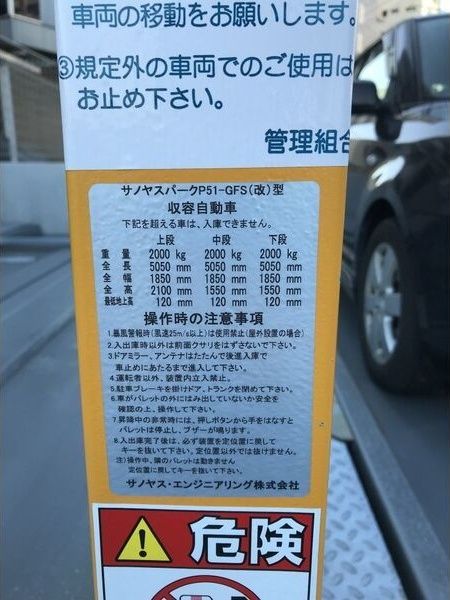 車両の移動をお願いします。
③規定外の車両でのご使用は
お止め下さい。
管理組合
サノヤスパークP51-GFS(改)型
収容自動車
下記を超える車は、入庫できません。
上段 中段 下段
重量 2000 kg 2000 kg 2000 kg
全長 5050 mm 5050 mm 5050 mm
全幅 1850 mm 1850 mm 1850 mm
全高 2100 mm 1550 mm 1550 mm
最低地上高 120 mm 120 mm 120 mm
操作時の注意事項
1.暴風警報時(風速25m/s以上)は使用禁止(屋外設置の場合)
2.入出庫時以外は前面クサリをはずさないで下さい。
3.ドアミラー、アンテナはたたんで後進入庫で
車止めにあたるまで進入して下さい。
4.運転者以外、装置内立入禁止。
5.駐車ブレーキを掛けドア、トランクを閉めて下さい。
6.車がパレットの外にはみ出していないか安全を
確認の上、操作して下さい。
7.昇降中の非常時には、押しボタンから手をはなすと
パレットは停止し、ブザーが鳴ります。
8.入出庫完了後は、必ず装置を定位置に戻して
キーを抜いて下さい。定位置以外では抜けません。
注)操作中、隣のパレットは動きません
定位置に戻してキーを抜いて下さい。
サノヤス・エンジニアリング株式会社
危険